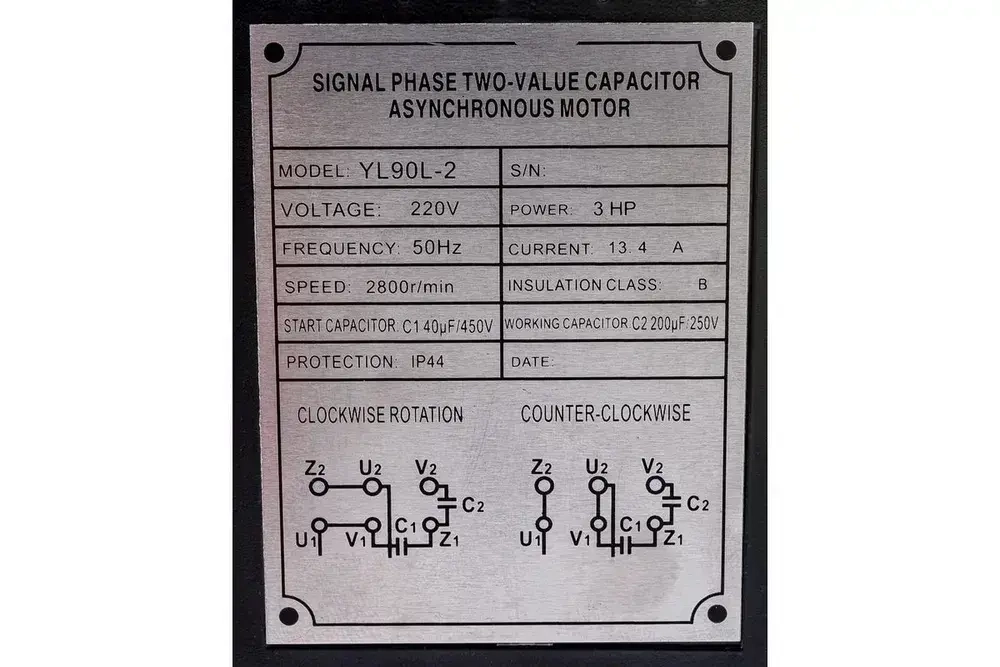 SIGNAL PHASE TWO-VALUE CAPACITOR
ASYNCHRONOUS MOTOR
MODEL: YL90L-2 S/N:
VOLTAGE: 220V POWER: 3 HP
FREQUENCY: 50Hz CURRENT: 13.4 A
SPEED: 2800r/min INSULATION CLASS: B
START CAPACITOR: C1 40μF/450V WORKING CAPACITOR: C2 200μF/250V
PROTECTION: IP44 DATE:
CLOCKWISE ROTATION COUNTER-CLOCKWISE
Z2 U2 V2 Z2 U2 V2
C2 C2
U1 V1 C1 Z1 U1 V1 C1 Z1